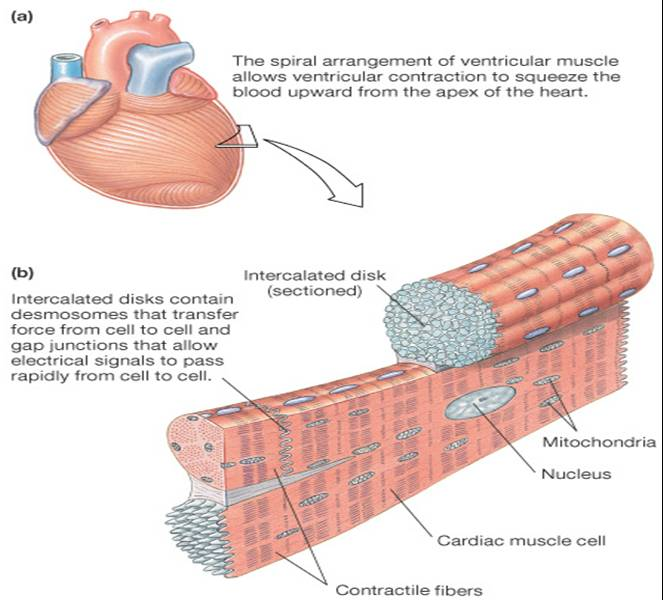 (a)
The spiral arrangement of ventricular muscle
allows ventricular contraction to squeeze the
blood upward from the apex of the heart.
(b)
Intercalated disks contain
desmosomes that transfer
force from cell to cell and
gap junctions that allow
electrical signals to pass
rapidly from cell to cell.
Intercalated disk
(sectioned)
Mitochondria
Nucleus
Cardiac muscle cell
Contractile fibers